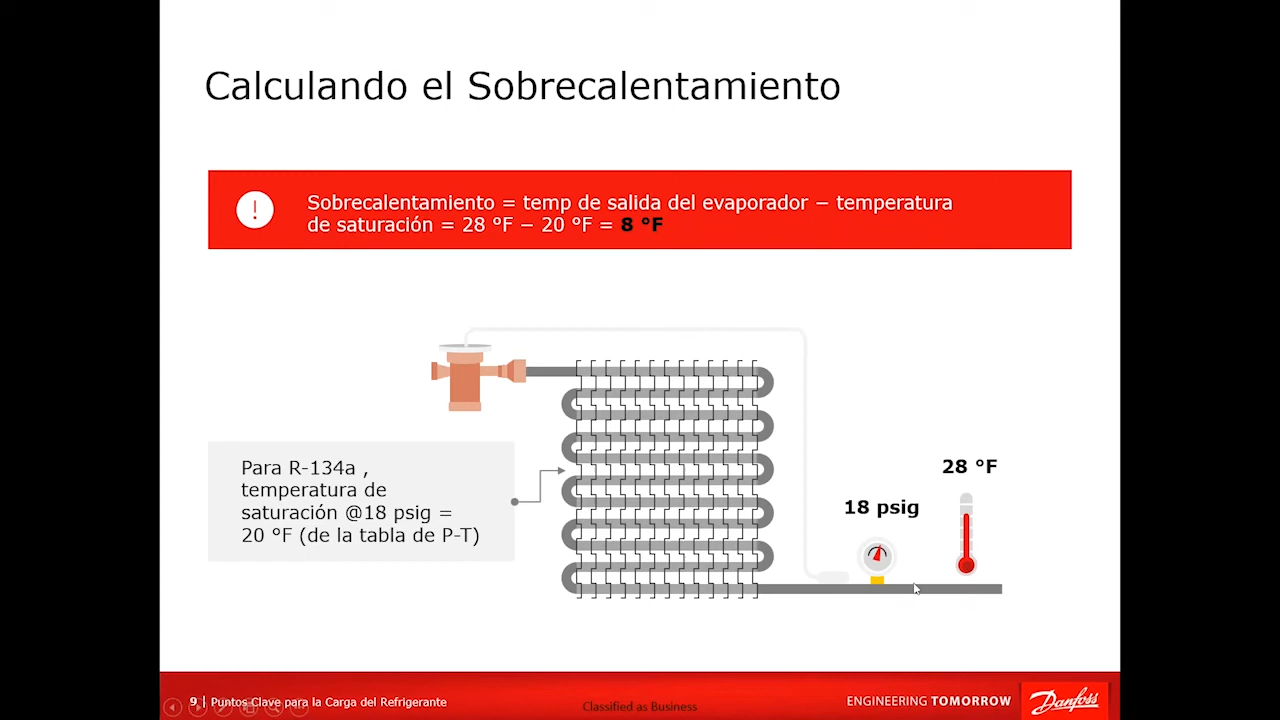 Calculando el Sobrecalentamiento
!
Sobrecalentamiento = temp de salida del evaporador − temperatura
de saturación = 28 °F − 20 °F = 8 °F
28 °F
18 psig
Para R-134a ,
temperatura de
saturación @18 psig =
20 °F (de la tabla de P-T)
9 | Puntos Clave para la Carga del Refrigerante
Classified as Business
ENGINEERING TOMORROW
Danfoss